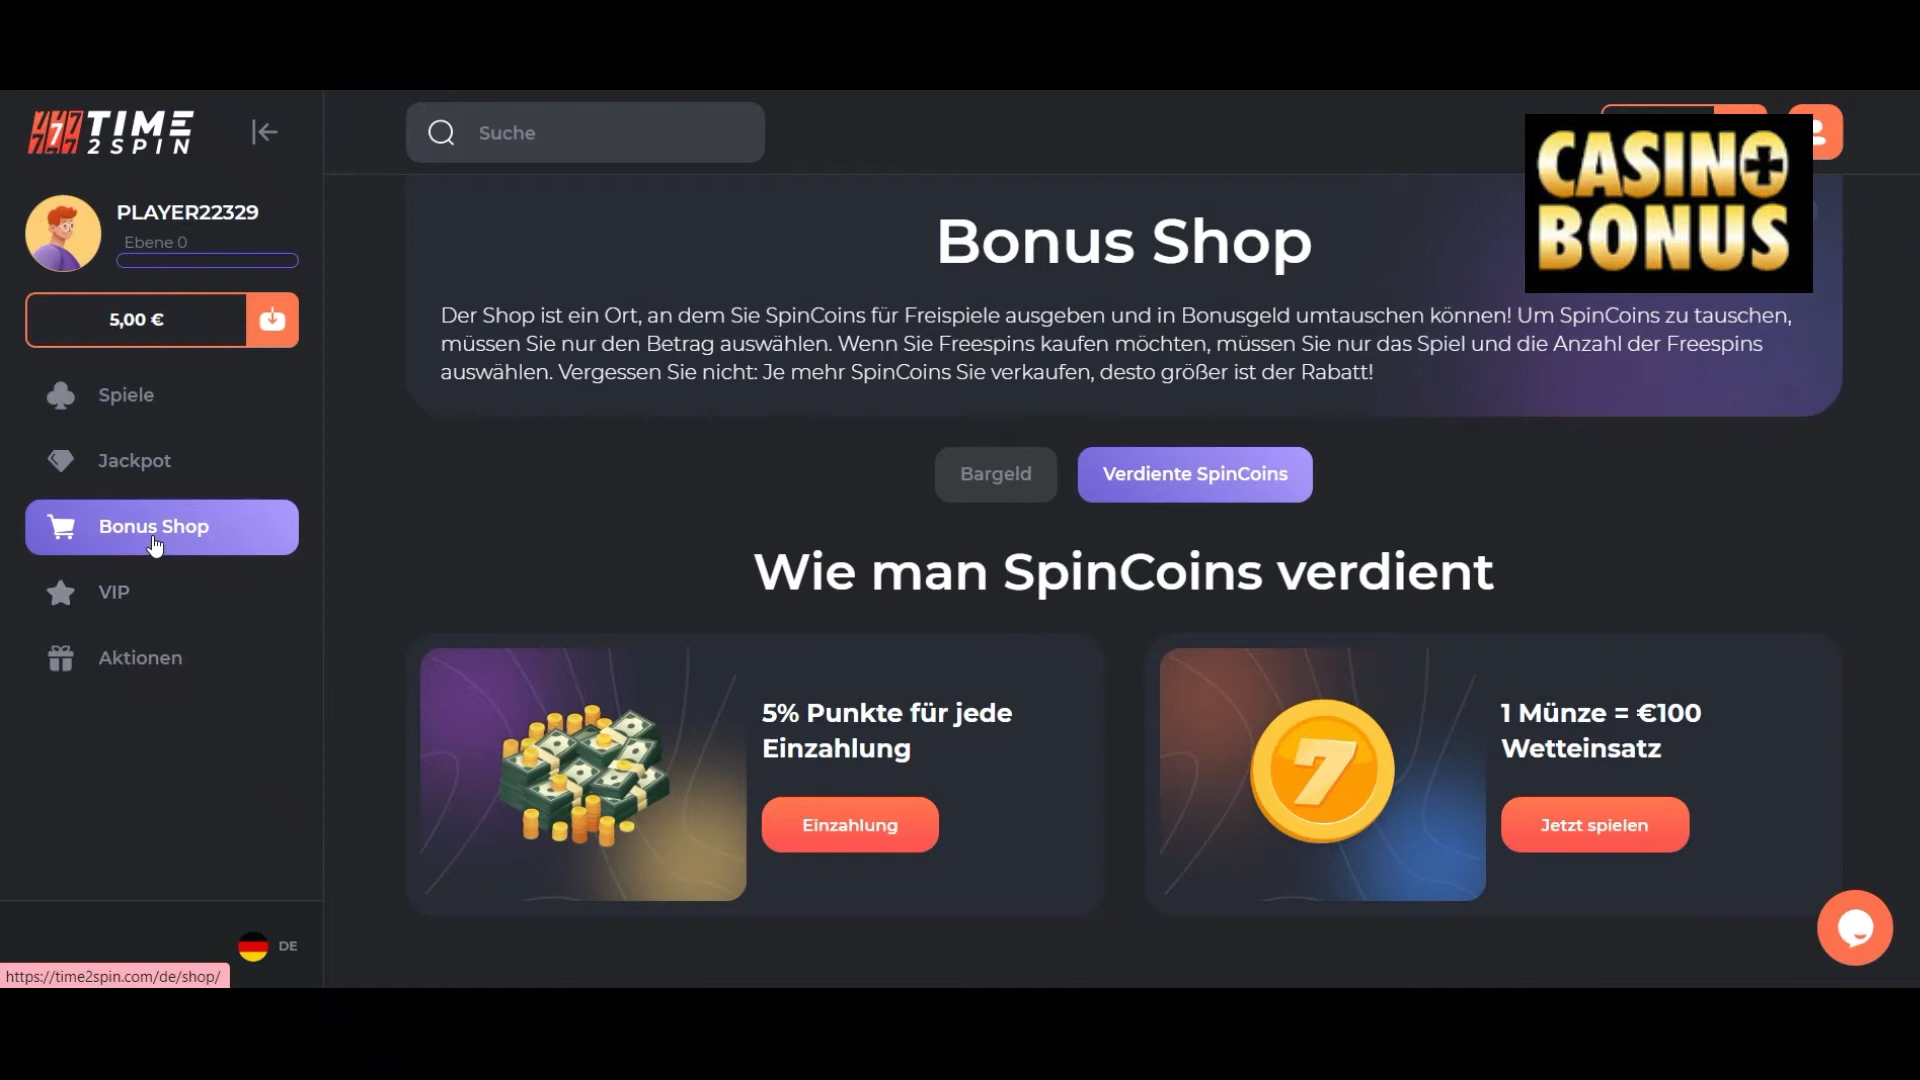 777 TIME
2SPIN
Suche
CASINO
BONUS
PLAYER22329
Ebene 0
5,00 €
Spiele
Jackpot
Bonus Shop
VIP
Aktionen
DE
https://time2spin.com/de/shop/
Bonus Shop
Der Shop ist ein Ort, an dem Sie SpinCoins für Freispiele ausgeben und in Bonusgeld umtauschen können! Um SpinCoins zu tauschen,
müssen Sie nur den Betrag auswählen. Wenn Sie Freespins kaufen möchten, müssen Sie nur das Spiel und die Anzahl der Freespins
auswählen. Vergessen Sie nicht: Je mehr SpinCoins Sie verkaufen, desto größer ist der Rabatt!
Bargeld
Verdiente SpinCoins
Wie man SpinCoins verdient
5% Punkte für jede
Einzahlung
Einzahlung
7
1 Münze = €100
Wetteinsatz
Jetzt spielen